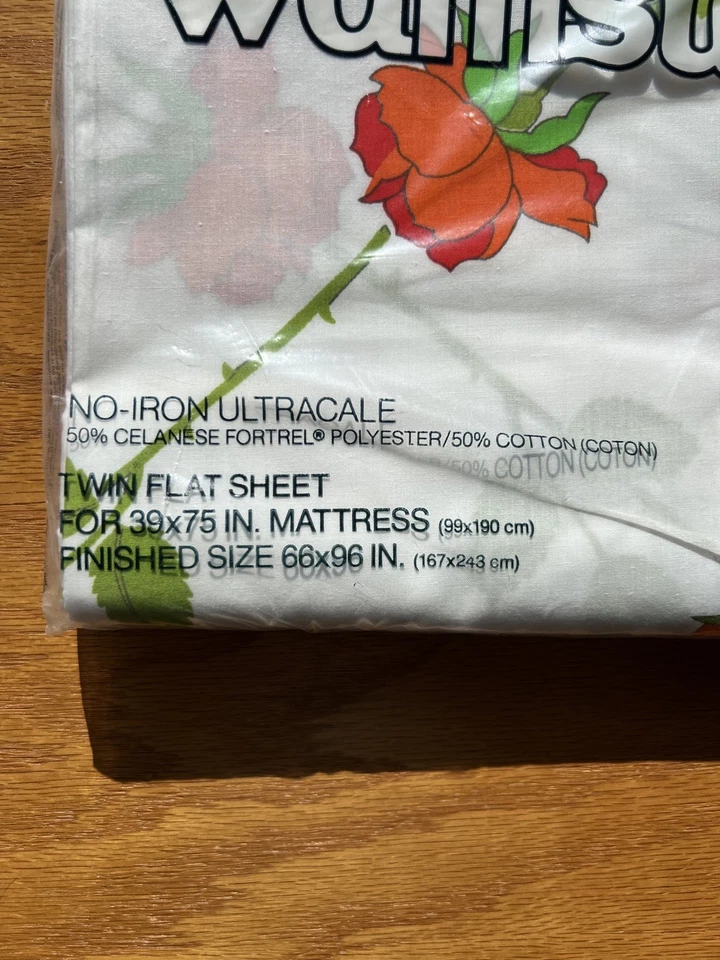 wamsu
NO-IRON ULTRACALE
50% CELANESE FORTREL® POLYESTER/50% COTTON (COTON)
TWIN FLAT SHEET
FOR 39x75 IN. MATTRESS (99x190 cm)
FINISHED SIZE 66x96 IN. (167x243 cm)